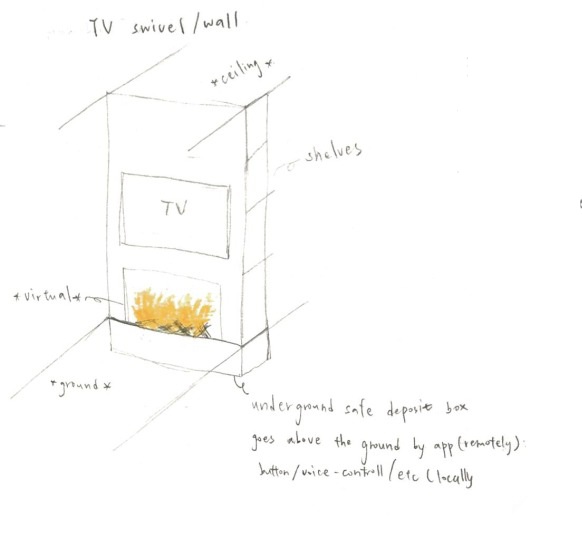 TV swivel/wall
*ceiling*
shelves
TV
*virtual*
*ground*
underground safe deposit box
goes above the ground by app (remotely):
button/voice-controll/etc (locally